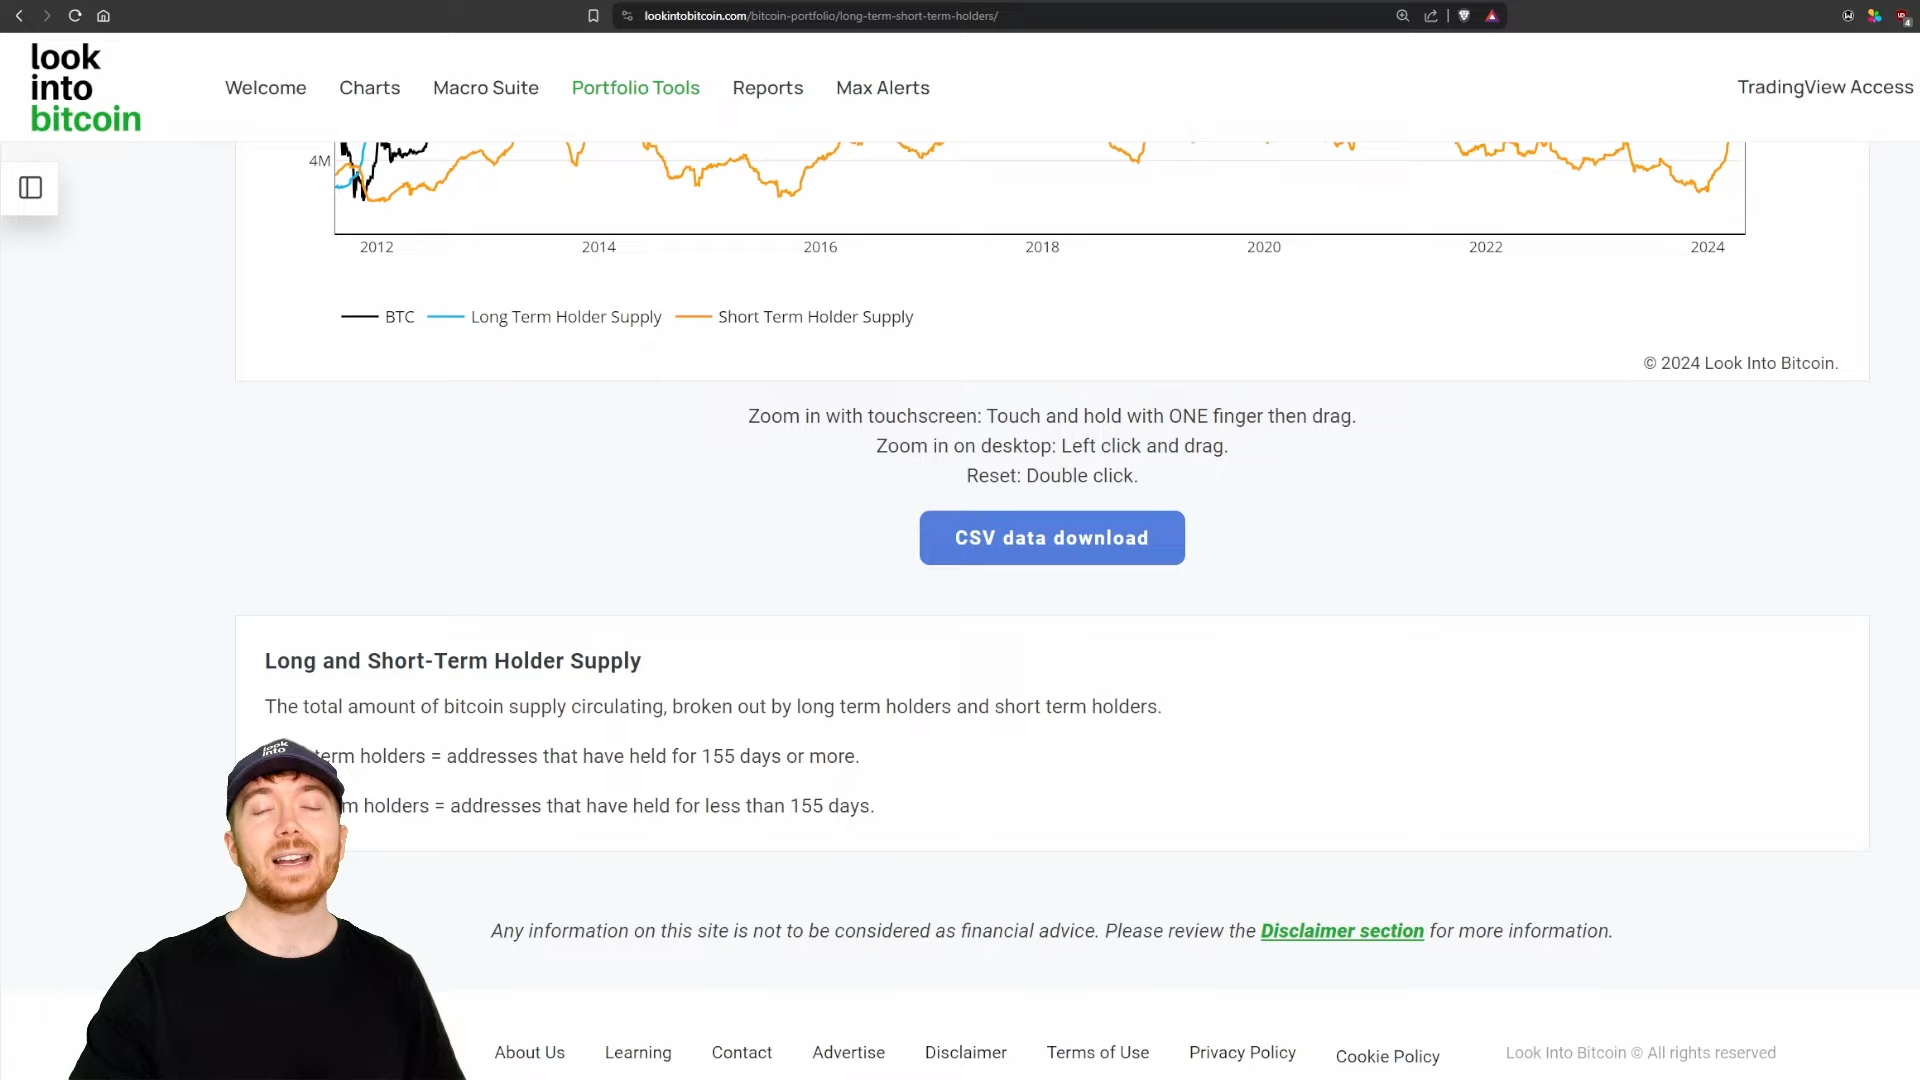 lookintobitcoin.com/bitcoin-portfolio/long-term-short-term-holders/
4
look
into
bitcoin
Welcome
Charts
Macro Suite
Portfolio Tools
Reports
Max Alerts
TradingView Access
4M
2012 2014 2016 2018 2020 2022 2024
BTC Long Term Holder Supply Short Term Holder Supply
© 2024 Look Into Bitcoin.
Zoom in with touchscreen: Touch and hold with ONE finger then drag.
Zoom in on desktop: Left click and drag.
Reset: Double click.
CSV data download
Long and Short-Term Holder Supply
The total amount of bitcoin supply circulating, broken out by long term holders and short term holders.
term holders = addresses that have held for 155 days or more.
m holders = addresses that have held for less than 155 days.
look
into
Any information on this site is not to be considered as financial advice. Please review the Disclaimer section for more information.
About Us
Learning
Contact
Advertise
Disclaimer
Terms of Use
Privacy Policy
Cookie Policy
Look Into Bitcoin © All rights reserved